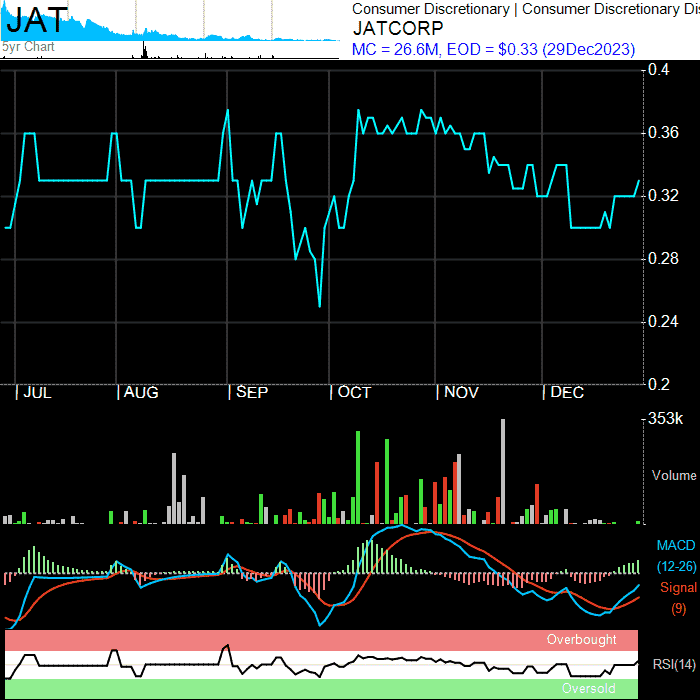 JAT
5yr Chart
Consumer Discretionary | Consumer Discretionary Dis
JATCORP
MC = 26.6M, EOD = $0.33 (29Dec2023)
0.4
0.36
0.32
0.28
0.24
0.2
| JUL | AUG | SEP | OCT | NOV | DEC
353k
Volume
MACD
(12-26)
Signal
(9)
Overbought
RSI(14)
Oversold